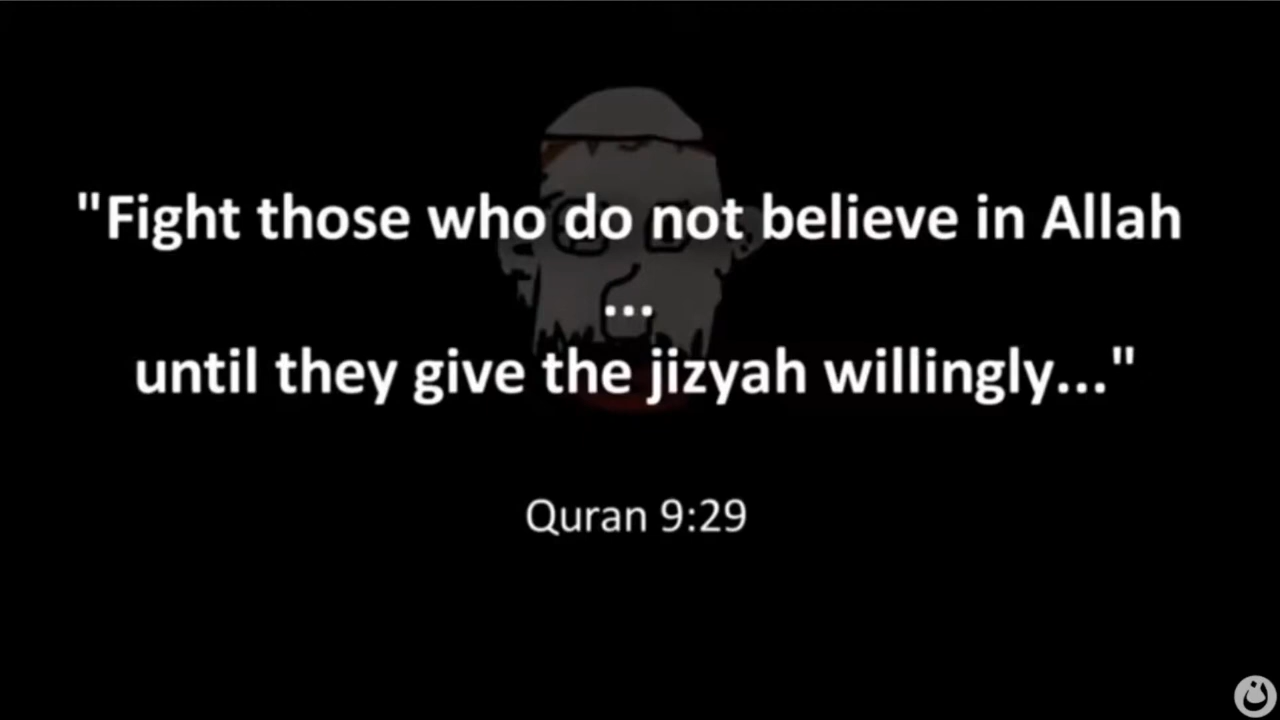 "Fight those who do not believe in Allah
...
until they give the jizyah willingly..."
Quran 9:29
ن